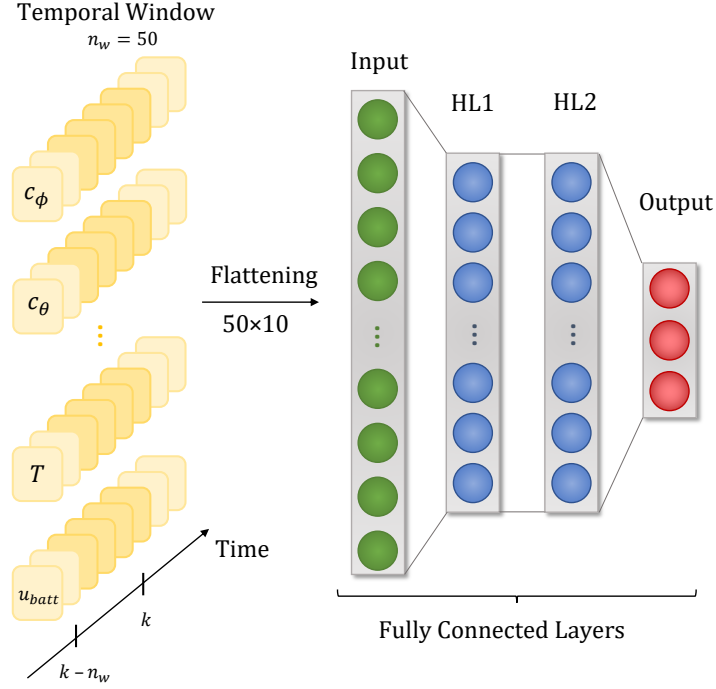 Temporal Window
n_w = 50
Input
HL1
HL2
Output
c_ϕ
c_θ
Flattening
50×10
T
u_batt
Time
k
k − n_w
Fully Connected Layers